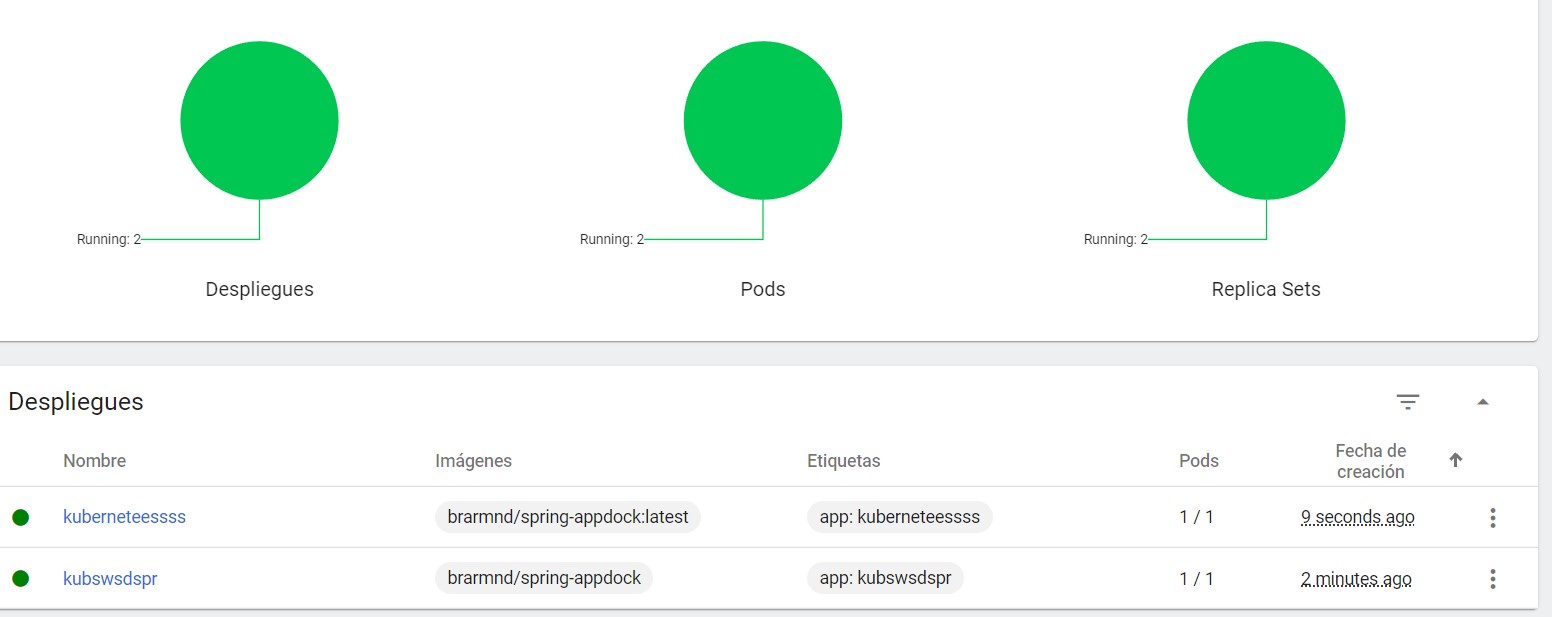 Running: 2
Running: 2
Running: 2
Despliegues
Pods
Replica Sets
Despliegues
Nombre
Imágenes
Etiquetas
Pods
Fecha de
creación
kuberneteessss
brarmnd/spring-appdock:latest
app: kuberneteessss
1 / 1
9 seconds ago
kubswsdspr
brarmnd/spring-appdock
app: kubswsdspr
1 / 1
2 minutes ago